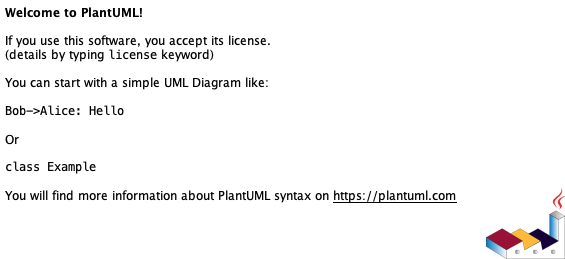 Welcome to PlantUML!
If you use this software, you accept its license.
(details by typing license keyword)
You can start with a simple UML Diagram like:
Bob->Alice: Hello
Or
class Example
You will find more information about PlantUML syntax on https://plantuml.com